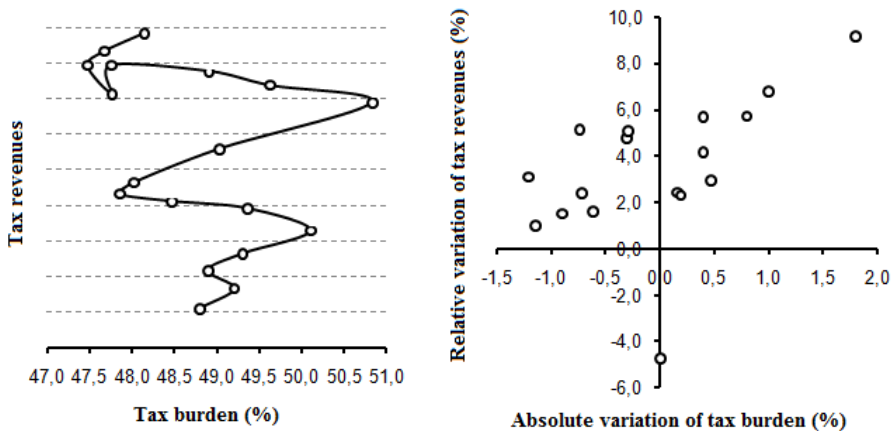 Tax revenues
47,0 47,5 48,0 48,5 49,0 49,5 50,0 50,5 51,0
Tax burden (%)
Relative variation of tax revenues (%)
10,0
8,0
6,0
4,0
2,0
0,0
-2,0
-4,0
-6,0
-1,5 -1,0 -0,5 0,0 0,5 1,0 1,5 2,0
Absolute variation of tax burden (%)